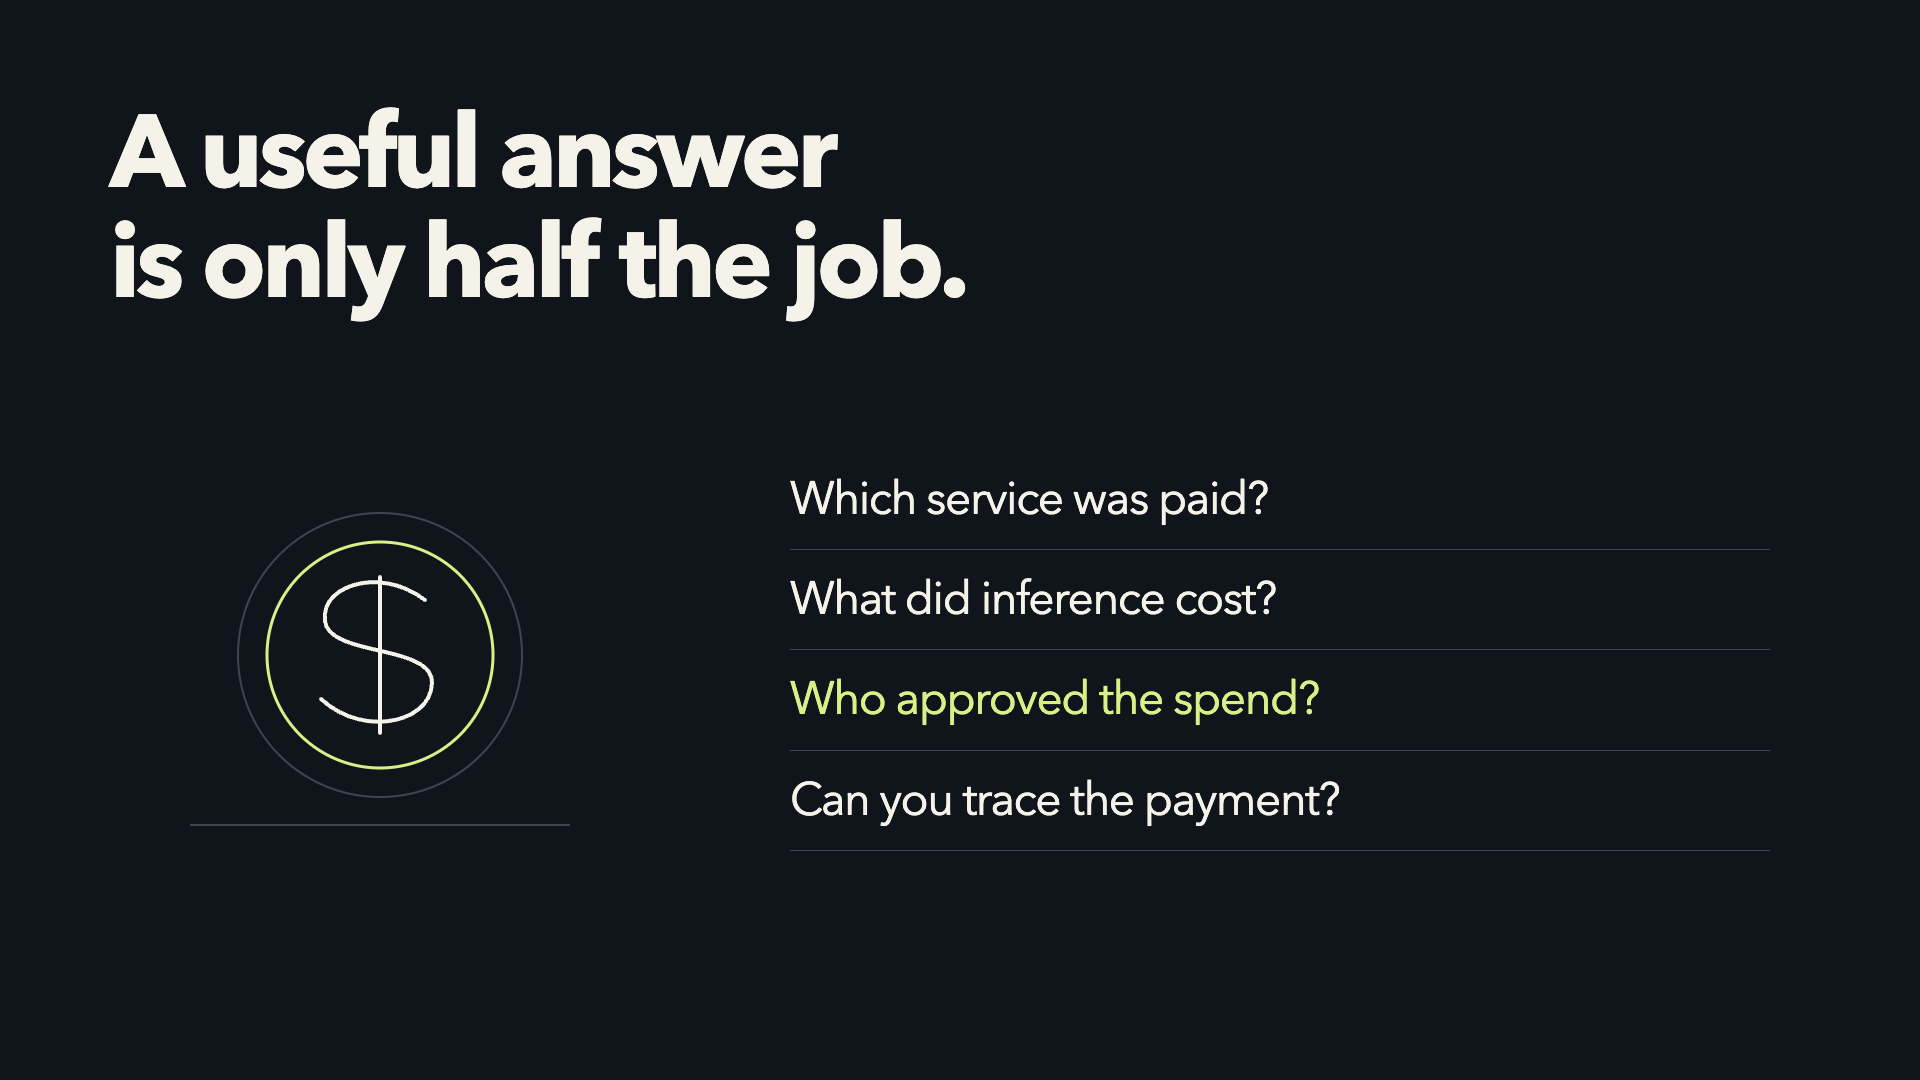 A useful answer
is only half the job.
Which service was paid?
What did inference cost?
Who approved the spend?
Can you trace the payment?